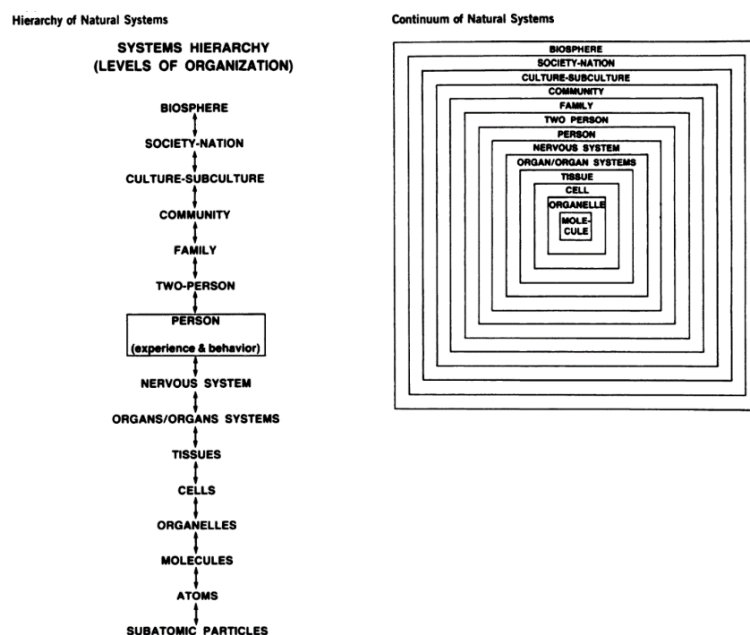 Hierarchy of Natural Systems
SYSTEMS HIERARCHY
(LEVELS OF ORGANIZATION)
BIOSPHERE
SOCIETY-NATION
CULTURE-SUBCULTURE
COMMUNITY
FAMILY
TWO-PERSON
PERSON
(experience & behavior)
NERVOUS SYSTEM
ORGANS/ORGANS SYSTEMS
TISSUES
CELLS
ORGANELLES
MOLECULES
ATOMS
SUBATOMIC PARTICLES
Continuum of Natural Systems
BIOSPHERE
SOCIETY-NATION
CULTURE-SUBCULTURE
COMMUNITY
FAMILY
TWO PERSON
PERSON
NERVOUS SYSTEM
ORGAN/ORGAN SYSTEMS
TISSUE
CELL
ORGANELLE
MOLE-
CULE